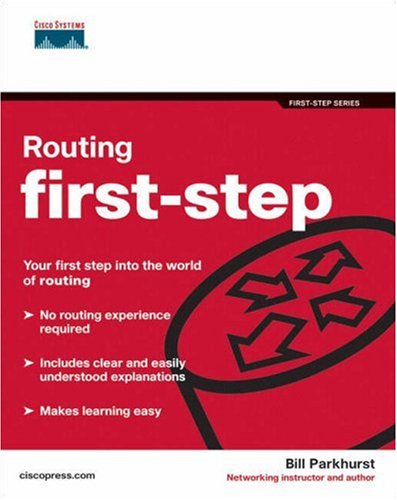 CISCO SYSTEMS
FIRST-STEP SERIES
Routing
first-step
Your first step into the world
of routing
No routing experience
required
Includes clear and easily
understood explanations
Makes learning easy
Bill Parkhurst
ciscopress.com
Networking instructor and author